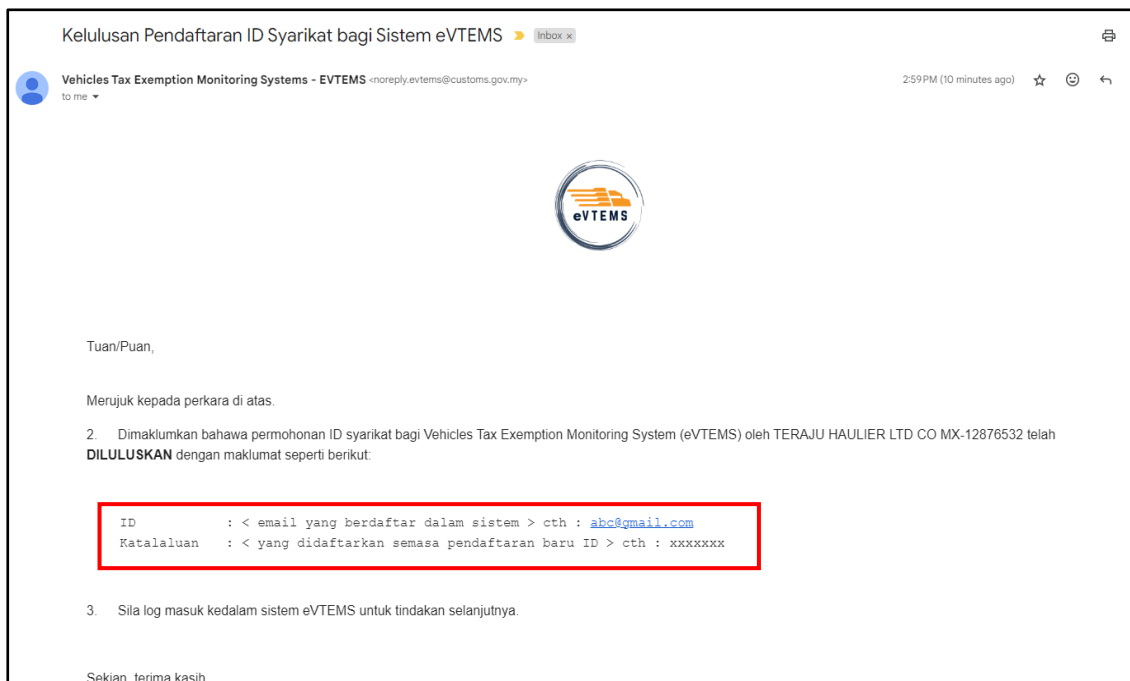 Kelulusan Pendaftaran ID Syarikat bagi Sistem eVTEMS Inbox x
Vehicles Tax Exemption Monitoring Systems - EVTEMS <noreply.evtems@customs.gov.my> 2:59 PM (10 minutes ago)
to me
eVTEMS
Tuan/Puan,
Merujuk kepada perkara di atas.
2. Dimaklumkan bahawa permohonan ID syarikat bagi Vehicles Tax Exemption Monitoring System (eVTEMS) oleh TERAJU HAULIER LTD CO MX-12876532 telah
DILULUSKAN dengan maklumat seperti berikut:
ID : < email yang berdaftar dalam sistem > cth : abc@gmail.com
Katalaluan : < yang didaftarkan semasa pendaftaran baru ID > cth : xxxxxxx
3. Sila log masuk kedalam sistem eVTEMS untuk tindakan selanjutnya.
Sekian, terima kasih